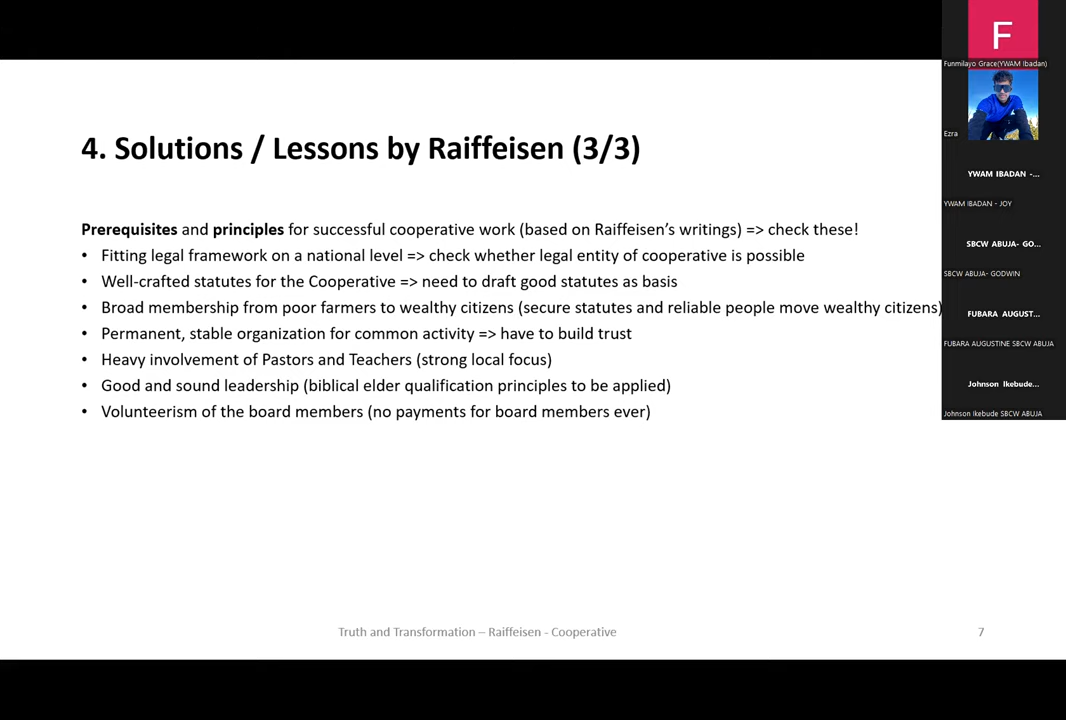 4. Solutions / Lessons by Raiffeisen (3/3)
Prerequisites and principles for successful cooperative work (based on Raiffeisen's writings) => check these!
• Fitting legal framework on a national level => check whether legal entity of cooperative is possible
• Well-crafted statutes for the Cooperative => need to draft good statutes as basis
• Broad membership from poor farmers to wealthy citizens (secure statutes and reliable people move wealthy citizens)
• Permanent, stable organization for common activity => have to build trust
• Heavy involvement of Pastors and Teachers (strong local focus)
• Good and sound leadership (biblical elder qualification principles to be applied)
• Volunteerism of the board members (no payments for board members ever)
Truth and Transformation – Raiffeisen - Cooperative
7
F
Funmilayo Grace(YWAM Ibadan)
Ezra
YWAM IBADAN -...
YWAM IBADAN - JOY
SBCW ABUJA- GO...
SBCW ABUJA- GODWIN
FUBARA AUGUST...
FUBARA AUGUSTINE SBCW ABUJA
Johnson Ikebude...
Johnson Ikebude SBCW ABUJA